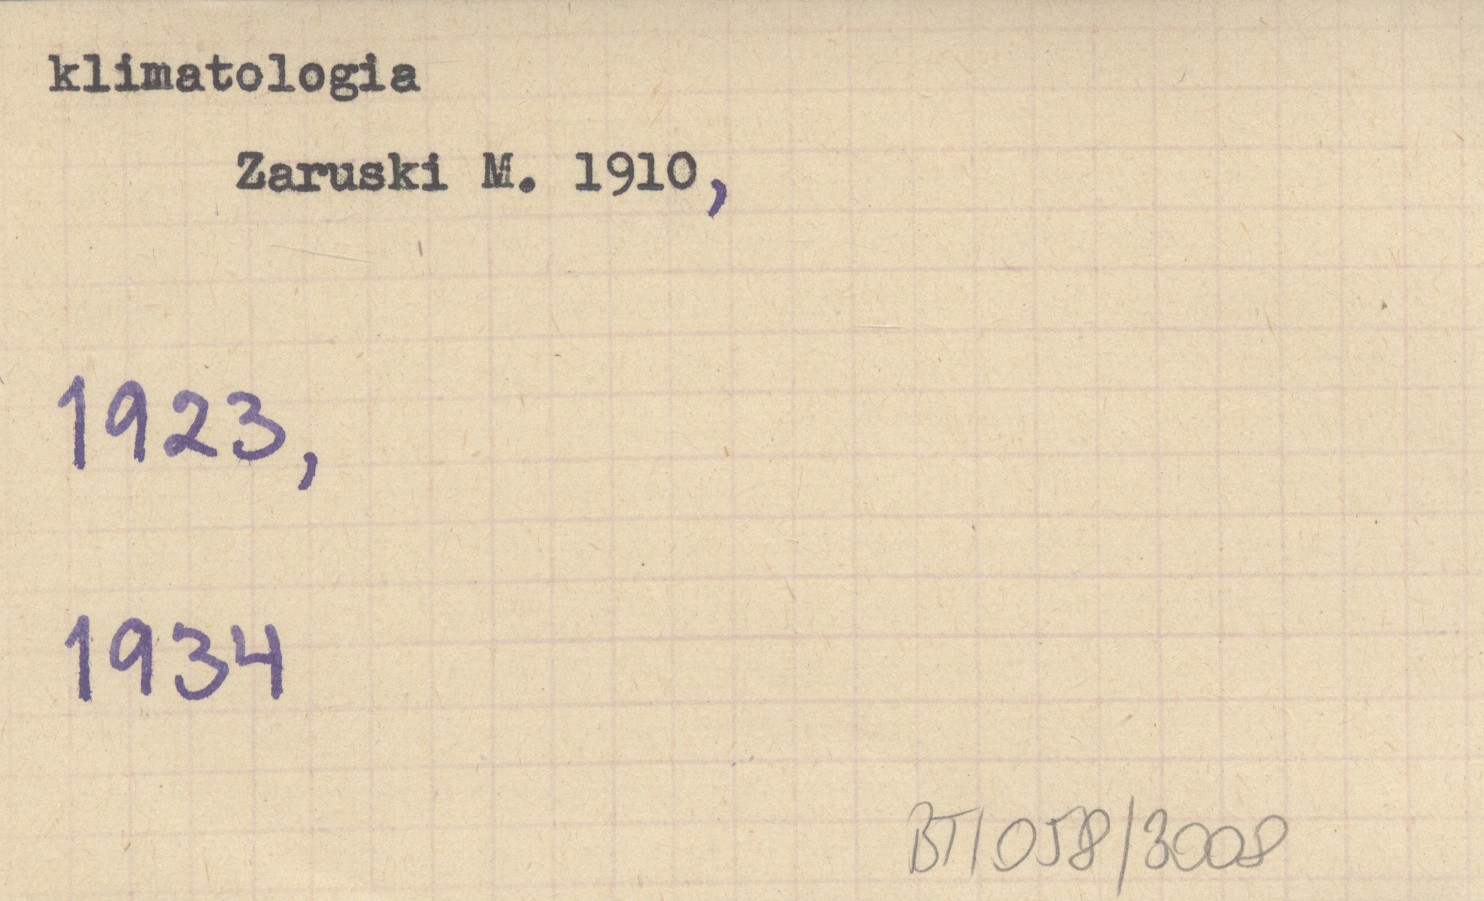 klimatologia
Zaruski M. 1910,
1923,
1934
BT/058/3008